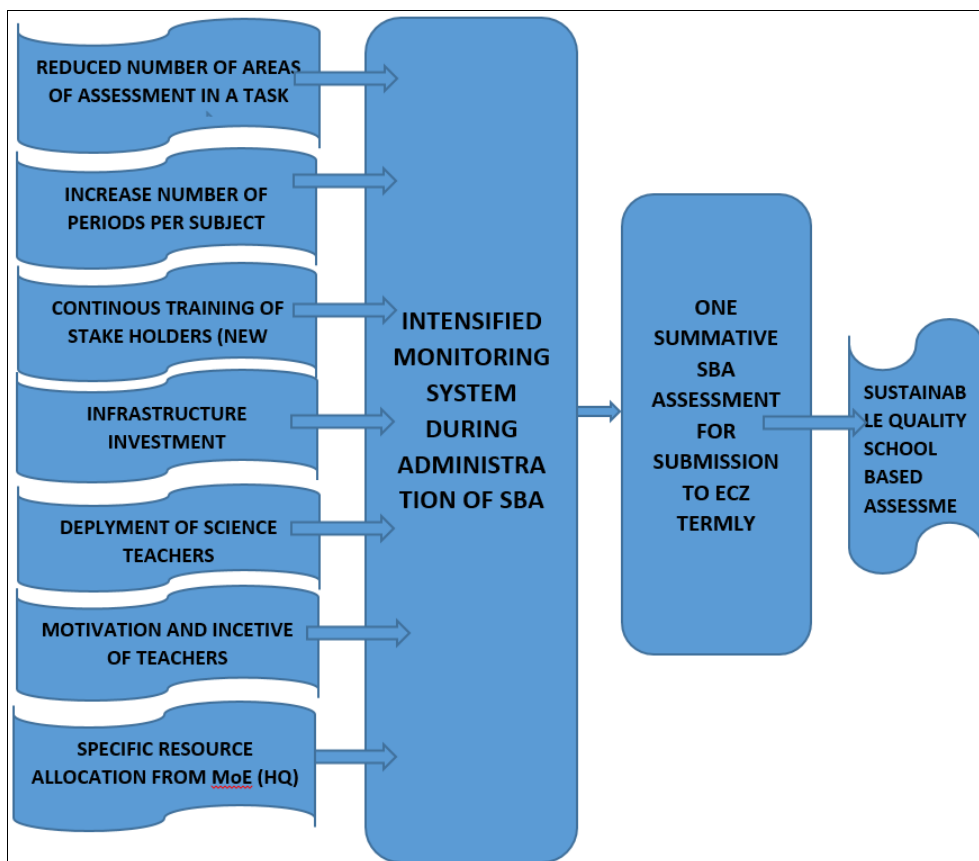 REDUCED NUMBER OF AREAS
OF ASSESSMENT IN A TASK
INCREASE NUMBER OF
PERIODS PER SUBJECT
CONTINOUS TRAINING OF
STAKE HOLDERS (NEW
INFRASTRUCTURE
INVESTMENT
DEPLYMENT OF SCIENCE
TEACHERS
MOTIVATION AND INCETIVE
OF TEACHERS
SPECIFIC RESOURCE
ALLOCATION FROM MoE (HQ)
INTENSIFIED
MONITORING
SYSTEM
DURING
ADMINISTRA
TION OF SBA
ONE
SUMMATIVE
SBA
ASSESSMENT
FOR
SUBMISSION
TO ECZ
TERMLY
SUSTAINAB
LE QUALITY
SCHOOL
BASED
ASSESSME